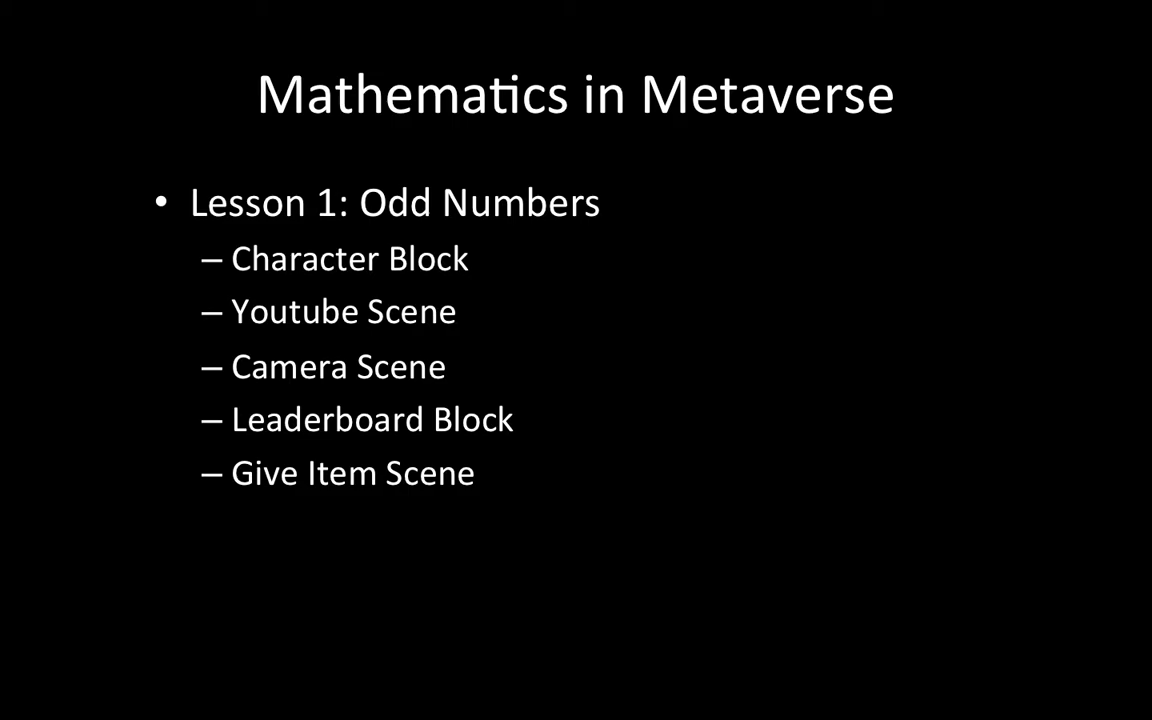 Mathematics in Metaverse
• Lesson 1: Odd Numbers
– Character Block
– Youtube Scene
– Camera Scene
– Leaderboard Block
– Give Item Scene